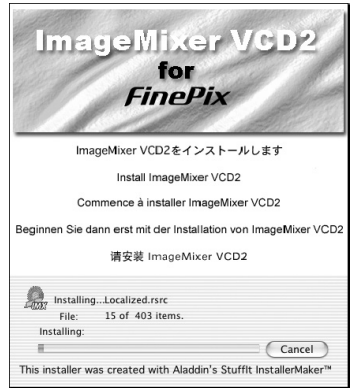 ImageMixer VCD2
for
FinePix
ImageMixer VCD2をインストールします
Install ImageMixer VCD2
Commence à installer ImageMixer VCD2
Beginnen Sie dann erst mit der Installation von ImageMixer VCD2
请安装 ImageMixer VCD2
IMX
Installing...Localized.rsrc
File: 15 of 403 items.
Installing:
Cancel
This installer was created with Aladdin's StuffIt InstallerMaker™